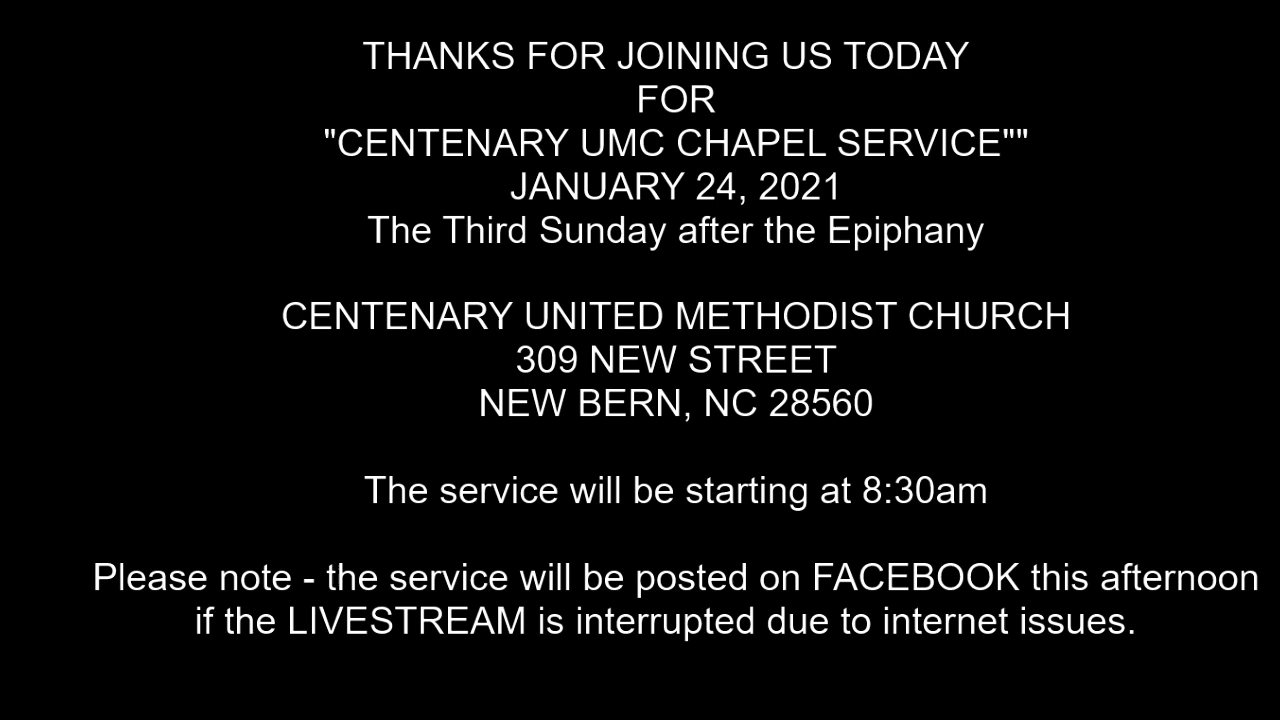 THANKS FOR JOINING US TODAY
FOR
"CENTENARY UMC CHAPEL SERVICE""
JANUARY 24, 2021
The Third Sunday after the Epiphany
CENTENARY UNITED METHODIST CHURCH
309 NEW STREET
NEW BERN, NC 28560
The service will be starting at 8:30am
Please note - the service will be posted on FACEBOOK this afternoon
if the LIVESTREAM is interrupted due to internet issues.